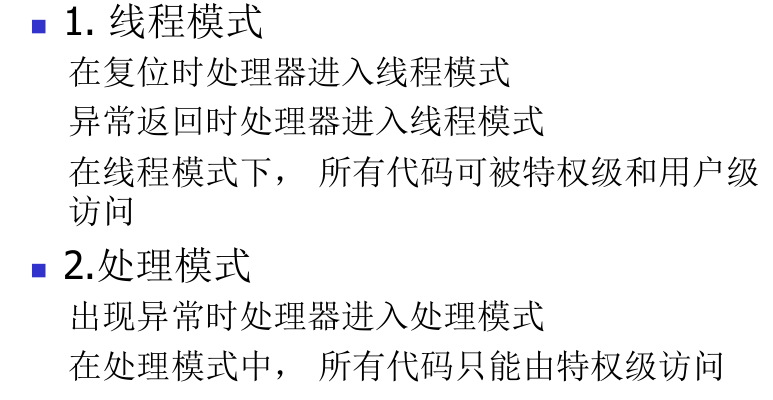 1. 线程模式
在复位时处理器进入线程模式
异常返回时处理器进入线程模式
在线程模式下， 所有代码可被特权级和用户级
访问
2.处理模式
出现异常时处理器进入处理模式
在处理模式中， 所有代码只能由特权级访问